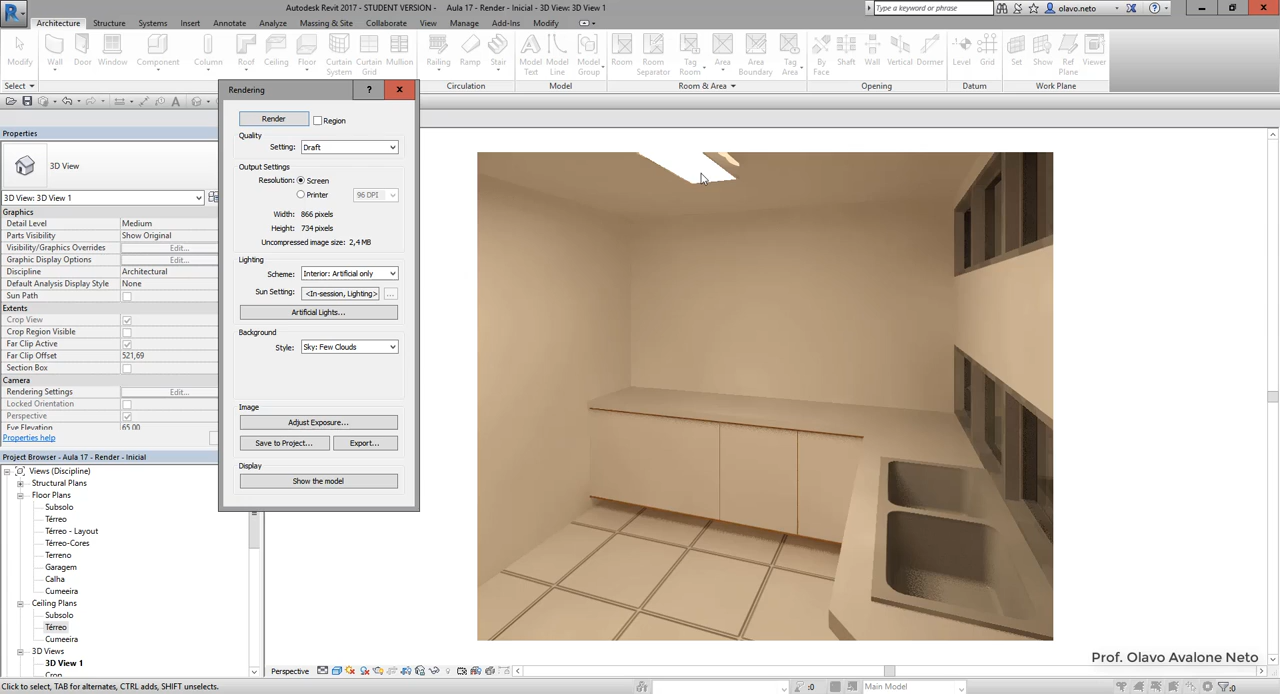 Autodesk Revit 2017 - STUDENT VERSION - Aula 17 - Render - Inicial - 3D View: 3D View 1
Type a keyword or phrase
olavo.neto
Architecture Structure Systems Insert Annotate Analyze Massing & Site Collaborate View Manage Add-Ins Modify
Modify Wall Door Window Component Column Roof Ceiling Floor Curtain System Curtain Grid Mullion Railing Ramp Stair Model Text Model Line Model Group Room Room Separator Tag Room Area Area Boundary Tag Area By Face Shaft Wall Vertical Dormer Level Grid Set Show Ref Plane Viewer
Select Circulation Model Room & Area Opening Datum Work Plane
Properties
3D View
3D View: 3D View 1
Graphics
Detail Level Medium
Parts Visibility Show Original
Visibility/Graphics Overrides Edit...
Graphic Display Options Edit...
Discipline Architectural
Default Analysis Display Style None
Sun Path
Extents
Crop View
Crop Region Visible
Far Clip Active
Far Clip Offset 521,69
Section Box
Camera
Rendering Settings Edit...
Locked Orientation
Perspective
Eye Elevation 65.00
Properties help
Project Browser - Aula 17 - Render - Inicial
Views (Discipline)
Structural Plans
Floor Plans
Subsolo
Térreo
Térreo - Layout
Térreo-Cores
Terreno
Garagem
Calha
Cumeeira
Ceiling Plans
Subsolo
Térreo
Cumeeira
3D Views
3D View 1
Rendering
Render Region
Quality
Setting: Draft
Output Settings
Resolution: Screen
Printer 96 DPI
Width: 866 pixels
Height: 734 pixels
Uncompressed image size: 2,4 MB
Lighting
Scheme: Interior: Artificial only
Sun Setting: <In-session, Lighting> ...
Artificial Lights...
Background
Style: Sky: Few Clouds
Image
Adjust Exposure...
Save to Project... Export...
Display
Show the model
Prof. Olavo Avalone Neto
Perspective
Click to select, TAB for alternates, CTRL adds, SHIFT unselects.
:0 Main Model :0